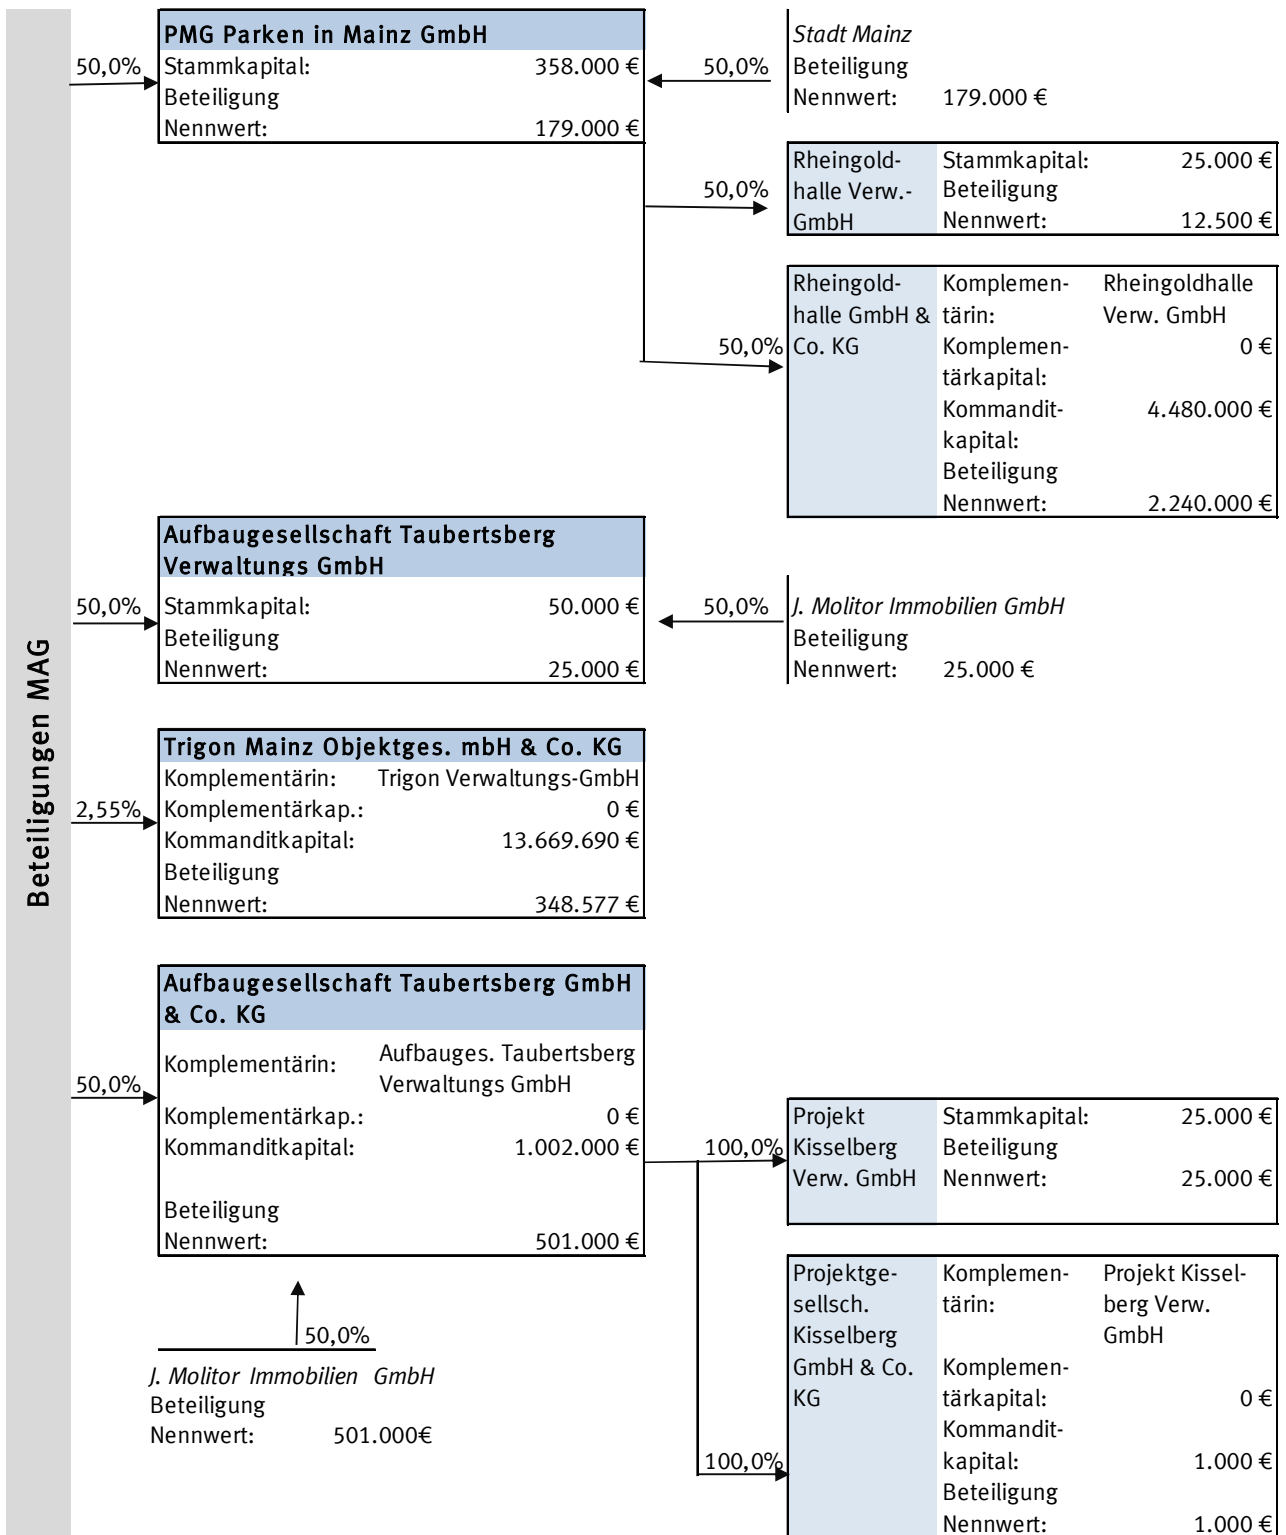 Beteiligungen MAG
PMG Parken in Mainz GmbH
50,0%
Stammkapital: 358.000 €
Beteiligung
Nennwert: 179.000 €
50,0%
Stadt Mainz
Beteiligung
Nennwert: 179.000 €
50,0%
Rheingold-
halle Verw.-
GmbH
Stammkapital: 25.000 €
Beteiligung
Nennwert: 12.500 €
50,0%
Rheingold-
halle GmbH &
Co. KG
Komplemen- Rheingoldhalle
tärin: Verw. GmbH
Komplemen- 0 €
tärkapital:
Kommandit- 4.480.000 €
kapital:
Beteiligung
Nennwert: 2.240.000 €
Aufbaugesellschaft Taubertsberg
Verwaltungs GmbH
50,0%
Stammkapital: 50.000 €
Beteiligung
Nennwert: 25.000 €
50,0%
J. Molitor Immobilien GmbH
Beteiligung
Nennwert: 25.000 €
Trigon Mainz Objektges. mbH & Co. KG
Komplementärin: Trigon Verwaltungs-GmbH
2,55%
Komplementärkap.: 0 €
Kommanditkapital: 13.669.690 €
Beteiligung
Nennwert: 348.577 €
Aufbaugesellschaft Taubertsberg GmbH
& Co. KG
Komplementärin: Aufbauges. Taubertsberg
Verwaltungs GmbH
50,0%
Komplementärkap.: 0 €
Kommanditkapital: 1.002.000 €
Beteiligung
Nennwert: 501.000 €
50,0%
J. Molitor Immobilien GmbH
Beteiligung
Nennwert: 501.000€
100,0%
Projekt
Kisselberg
Verw. GmbH
Stammkapital: 25.000 €
Beteiligung
Nennwert: 25.000 €
100,0%
Projektge-
sellsch.
Kisselberg
GmbH & Co.
KG
Komplemen- Projekt Kissel-
tärin: berg Verw.
GmbH
Komplemen-
tärkapital: 0 €
Kommandit-
kapital: 1.000 €
Beteiligung
Nennwert: 1.000 €